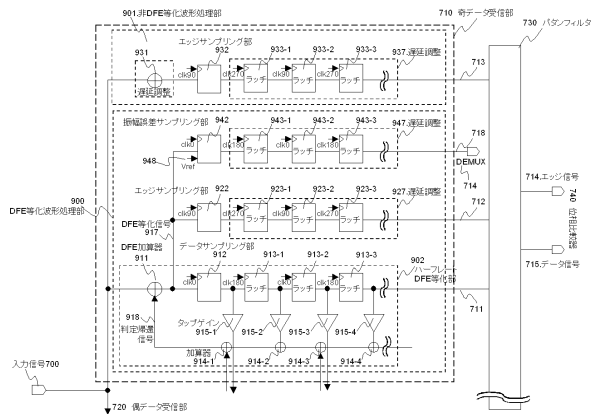 901.非DFE等化波形処理部
710 奇データ受信部
730 パタンフィルタ
エッジサンプリング部
931
932
933-1
933-2
933-3
937.遅延調整
713
clk90
clk270
clk90
clk270
ラッチ
ラッチ
ラッチ
遅延調整
振幅誤差サンプリング部
942
943-1
943-2
943-3
947.遅延調整
718
clk0
clk180
clk0
clk180
ラッチ
ラッチ
ラッチ
948
Vref
DEMUX
714
714.エッジ信号
900
DFE等化波形処理部
エッジサンプリング部
922
923-1
923-2
923-3
927.遅延調整
712
740 位相比較器
clk90
clk270
clk90
clk270
ラッチ
ラッチ
ラッチ
DFE等化信号
917
DFE加算器
データサンプリング部
911
912
913-1
913-2
913-3
902
ハーフレート
DFE等化部
715.データ信号
clk0
clk180
clk0
clk180
ラッチ
ラッチ
ラッチ
711
918
判定帰還
信号
タップゲイン
915-1
915-2
915-3
915-4
加算器
914-1
914-2
914-3
914-4
入力信号700
720 偶データ受信部